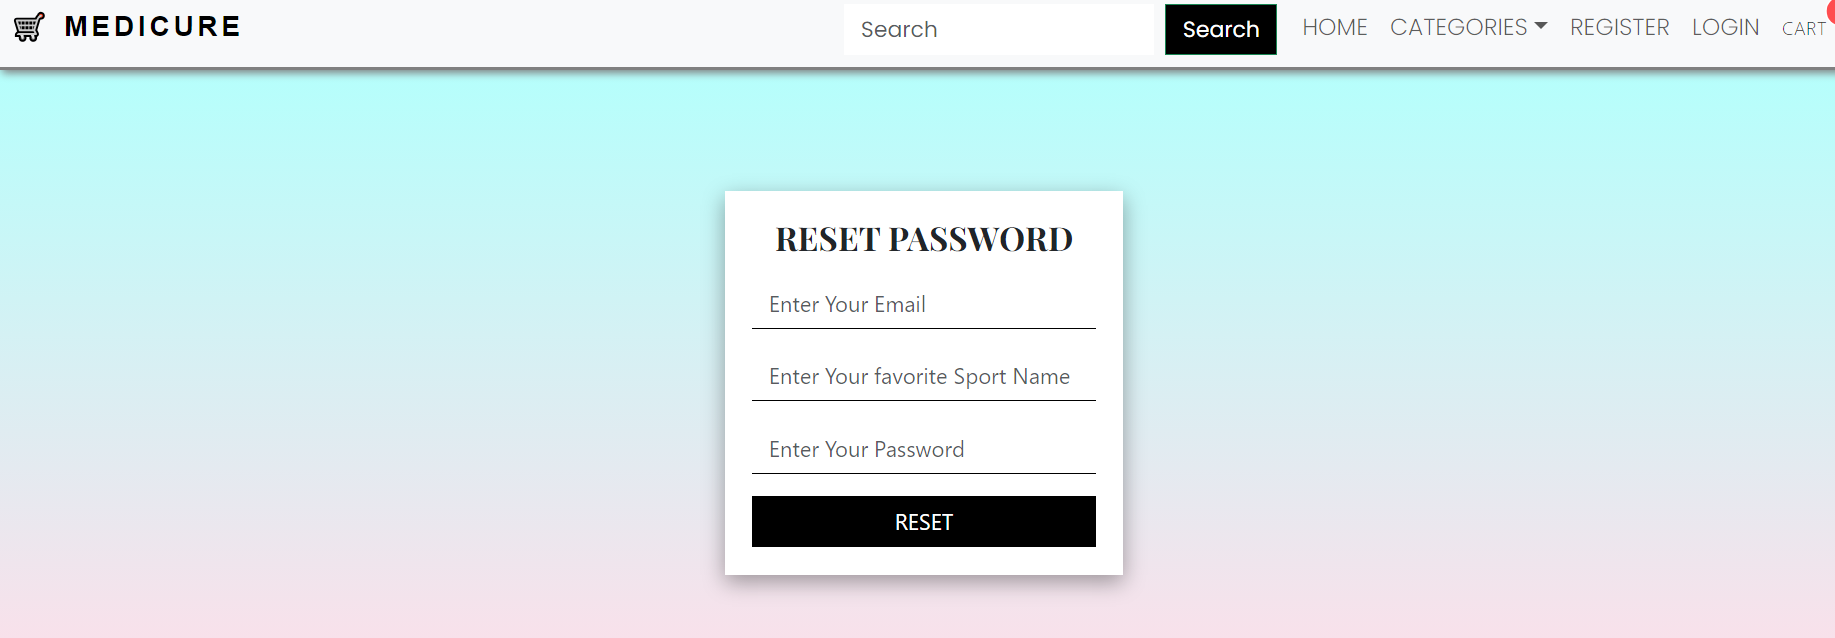 MEDICURE
Search
Search
HOME
CATEGORIES
REGISTER
LOGIN
CART
RESET PASSWORD
Enter Your Email
Enter Your favorite Sport Name
Enter Your Password
RESET